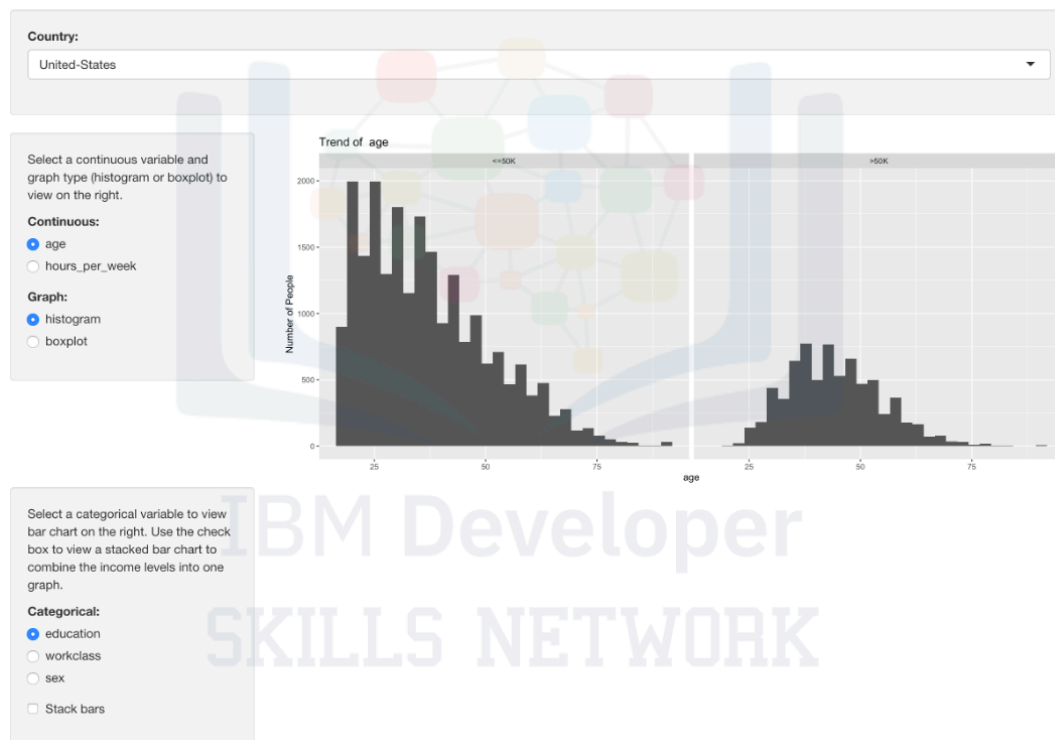 Country:
United-States
Select a continuous variable and
graph type (histogram or boxplot) to
view on the right.
Continuous:
age
hours_per_week
Graph:
histogram
boxplot
Trend of age
<=50K
>50K
Number of People
2000
1500
1000
500
0
25
50
75
25
50
75
age
Select a categorical variable to view
bar chart on the right. Use the check
box to view a stacked bar chart to
combine the income levels into one
graph.
Categorical:
education
workclass
sex
Stack bars
IBM Developer
SKILLS NETWORK